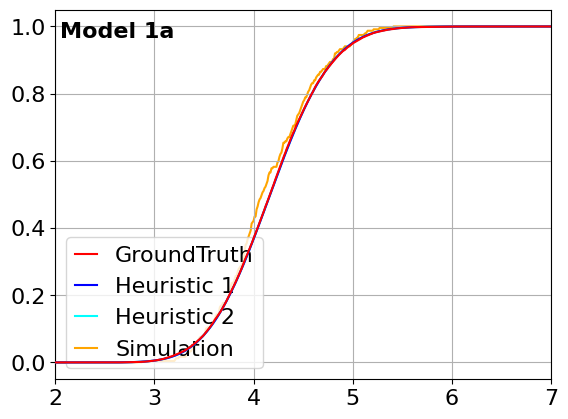 Model 1a
1.0
0.8
0.6
0.4
0.2
0.0
GroundTruth
Heuristic 1
Heuristic 2
Simulation
2 3 4 5 6 7